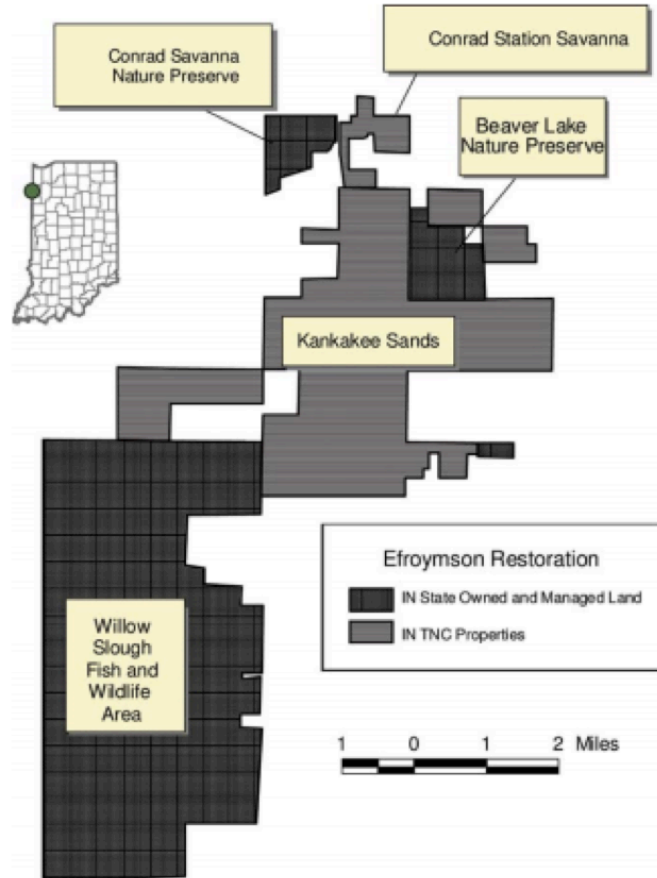 Conrad Savanna
Nature Preserve
Conrad Station Savanna
Beaver Lake
Nature Preserve
Kankakee Sands
Efroymson Restoration
IN State Owned and Managed Land
IN TNC Properties
Willow
Slough
Fish and
Wildlife
Area
1 0 1 2 Miles